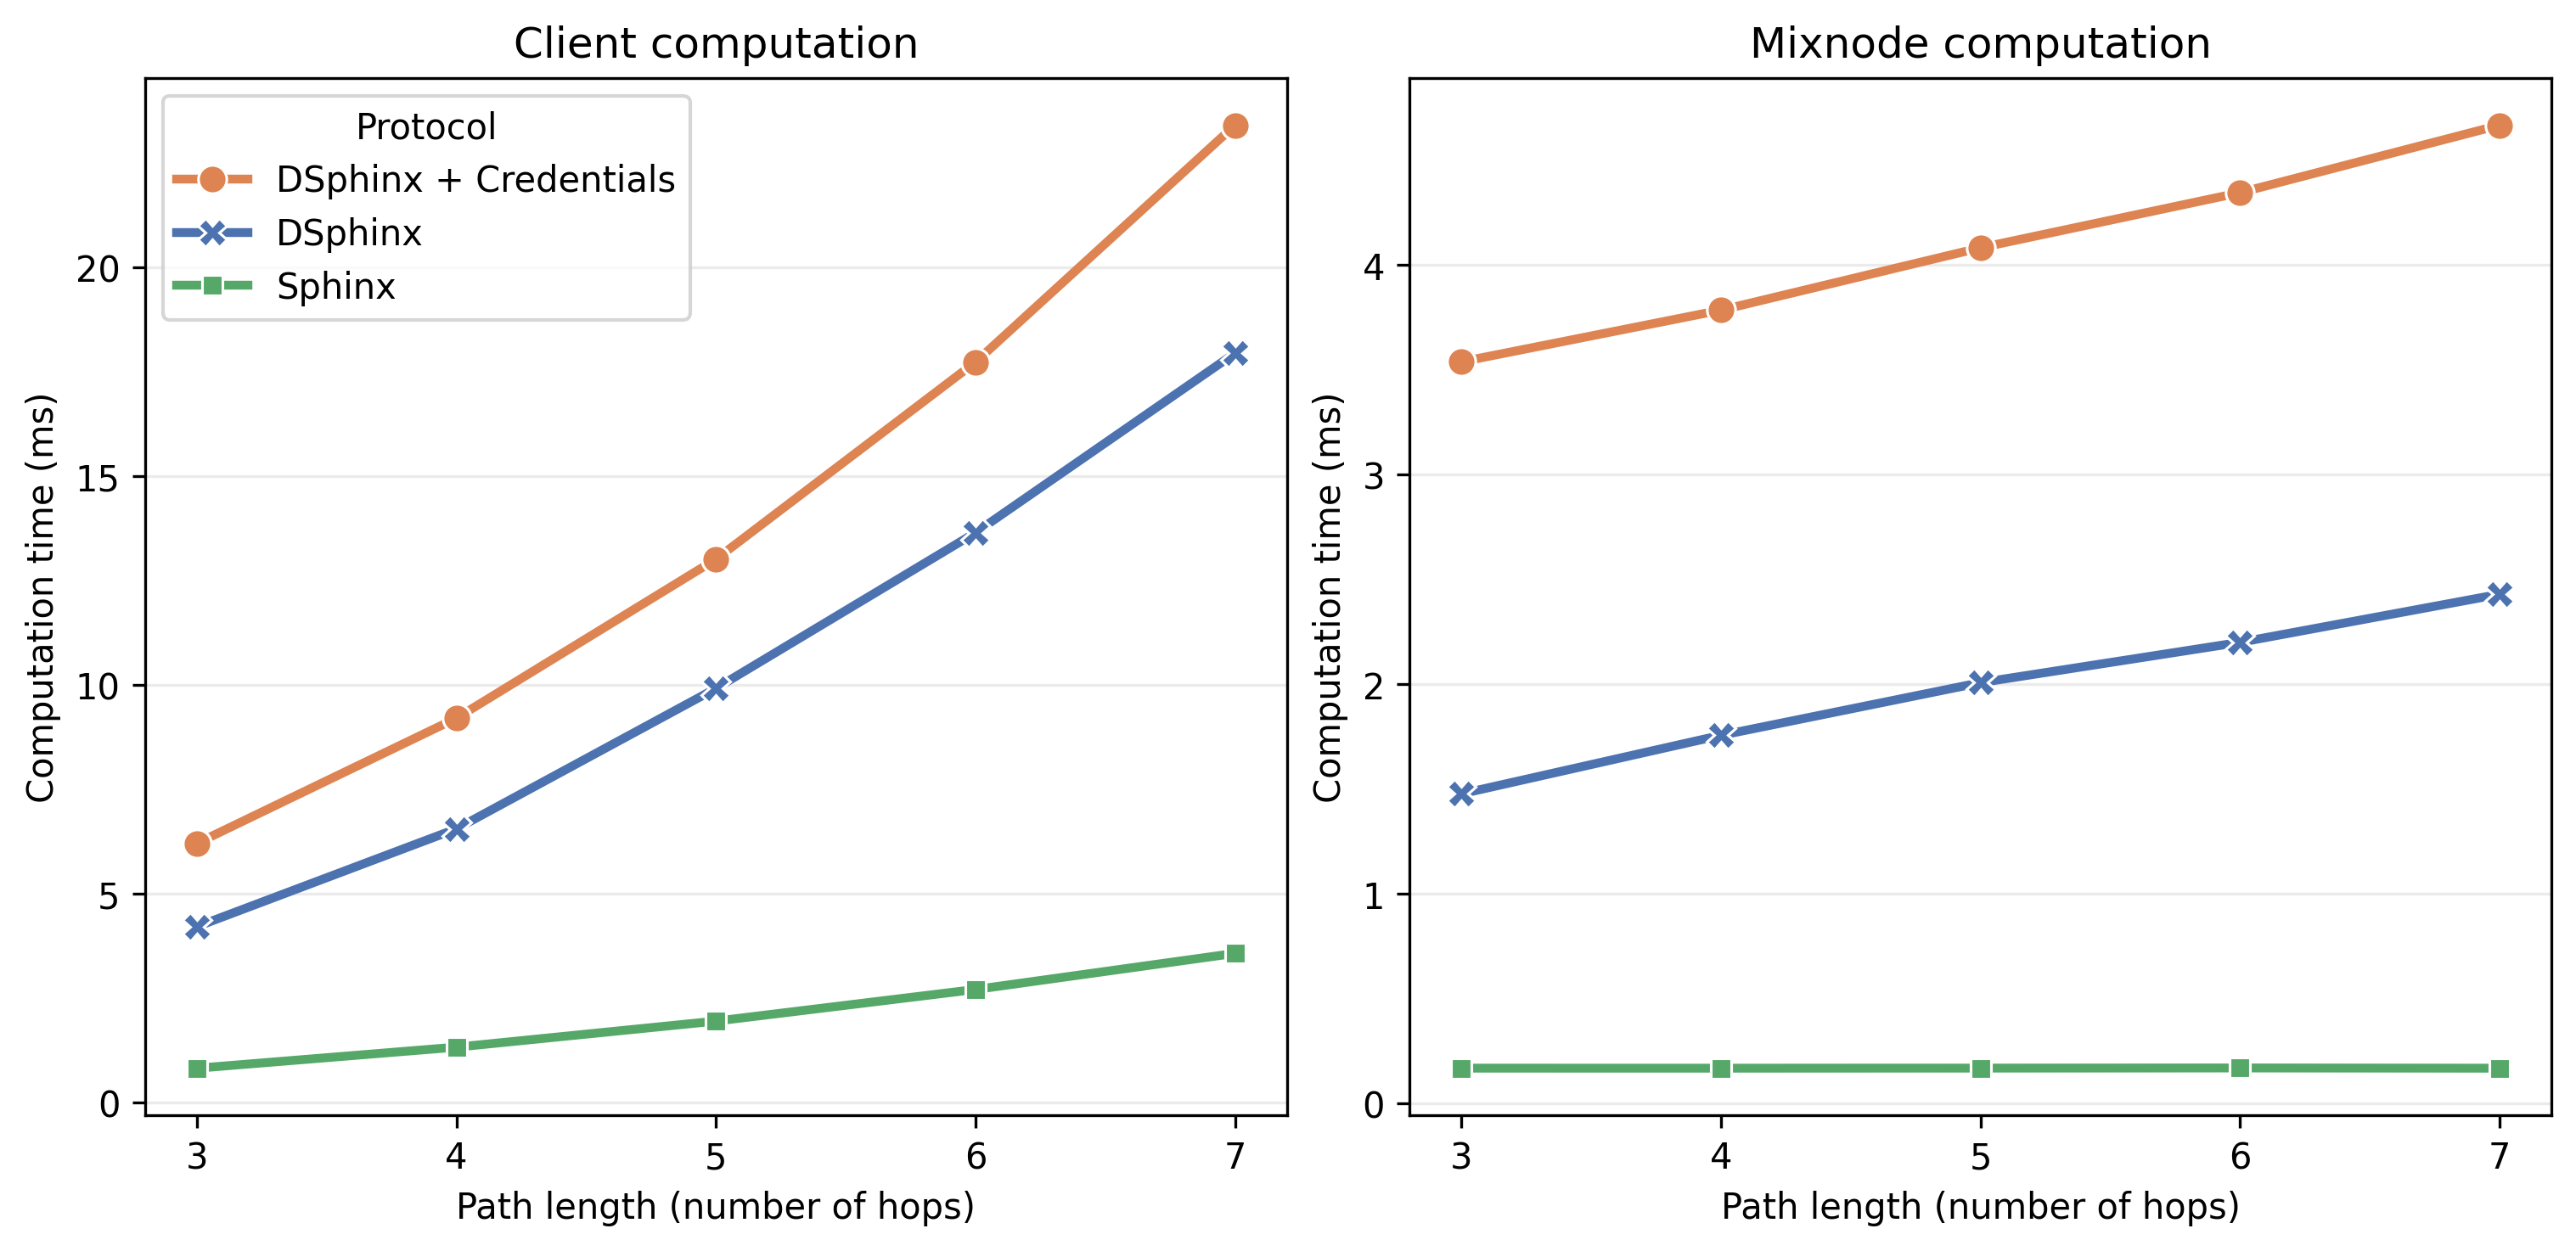 Client computation
Protocol
DSphinx + Credentials
DSphinx
Sphinx
Computation time (ms)
20
15
10
5
0
3 4 5 6 7
Path length (number of hops)
Mixnode computation
Computation time (ms)
4
3
2
1
0
3 4 5 6 7
Path length (number of hops)